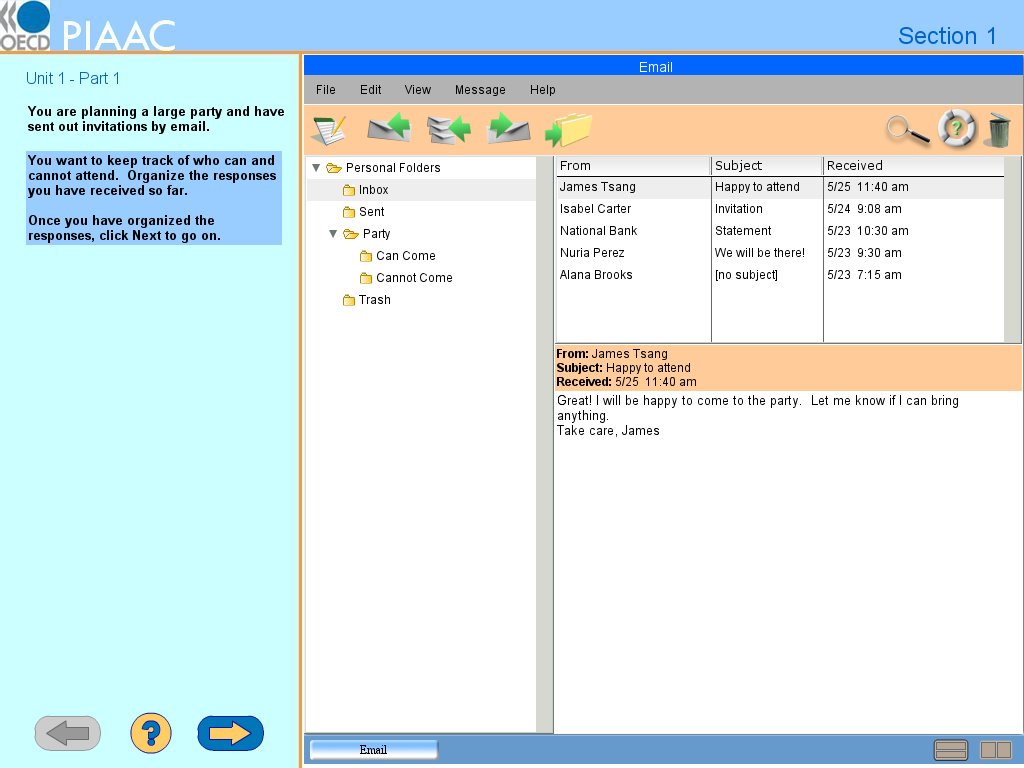 OECD
PIAAC
Section 1
Unit 1 - Part 1
You are planning a large party and have
sent out invitations by email.
You want to keep track of who can and
cannot attend.  Organize the responses
you have received so far.
Once you have organized the
responses, click Next to go on.
Email
File Edit View Message Help
Personal Folders
Inbox
Sent
Party
Can Come
Cannot Come
Trash
From Subject Received
James Tsang Happy to attend 5/25 11:40 am
Isabel Carter Invitation 5/24 9:08 am
National Bank Statement 5/23 10:30 am
Nuria Perez We will be there! 5/23 9:30 am
Alana Brooks [no subject] 5/23 7:15 am
From: James Tsang
Subject: Happy to attend
Received: 5/25 11:40 am
Great! I will be happy to come to the party.  Let me know if I can bring
anything.
Take care, James
?
?
Email